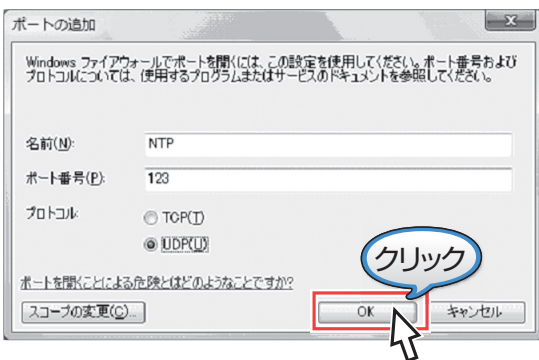 ポートの追加
Windows ファイアウォールでポートを開くには、この設定を使用してください。ポート番号および
プロトコルについては、使用するプログラムまたはサービスのドキュメントを参照してください。
名前(N): NTP
ポート番号(P): 123
プロトコル: TCP(T)
UDP(U)
クリック
ポートを開くことによる危険とはどのようなことですか?
スコープの変更(C)... OK キャンセル